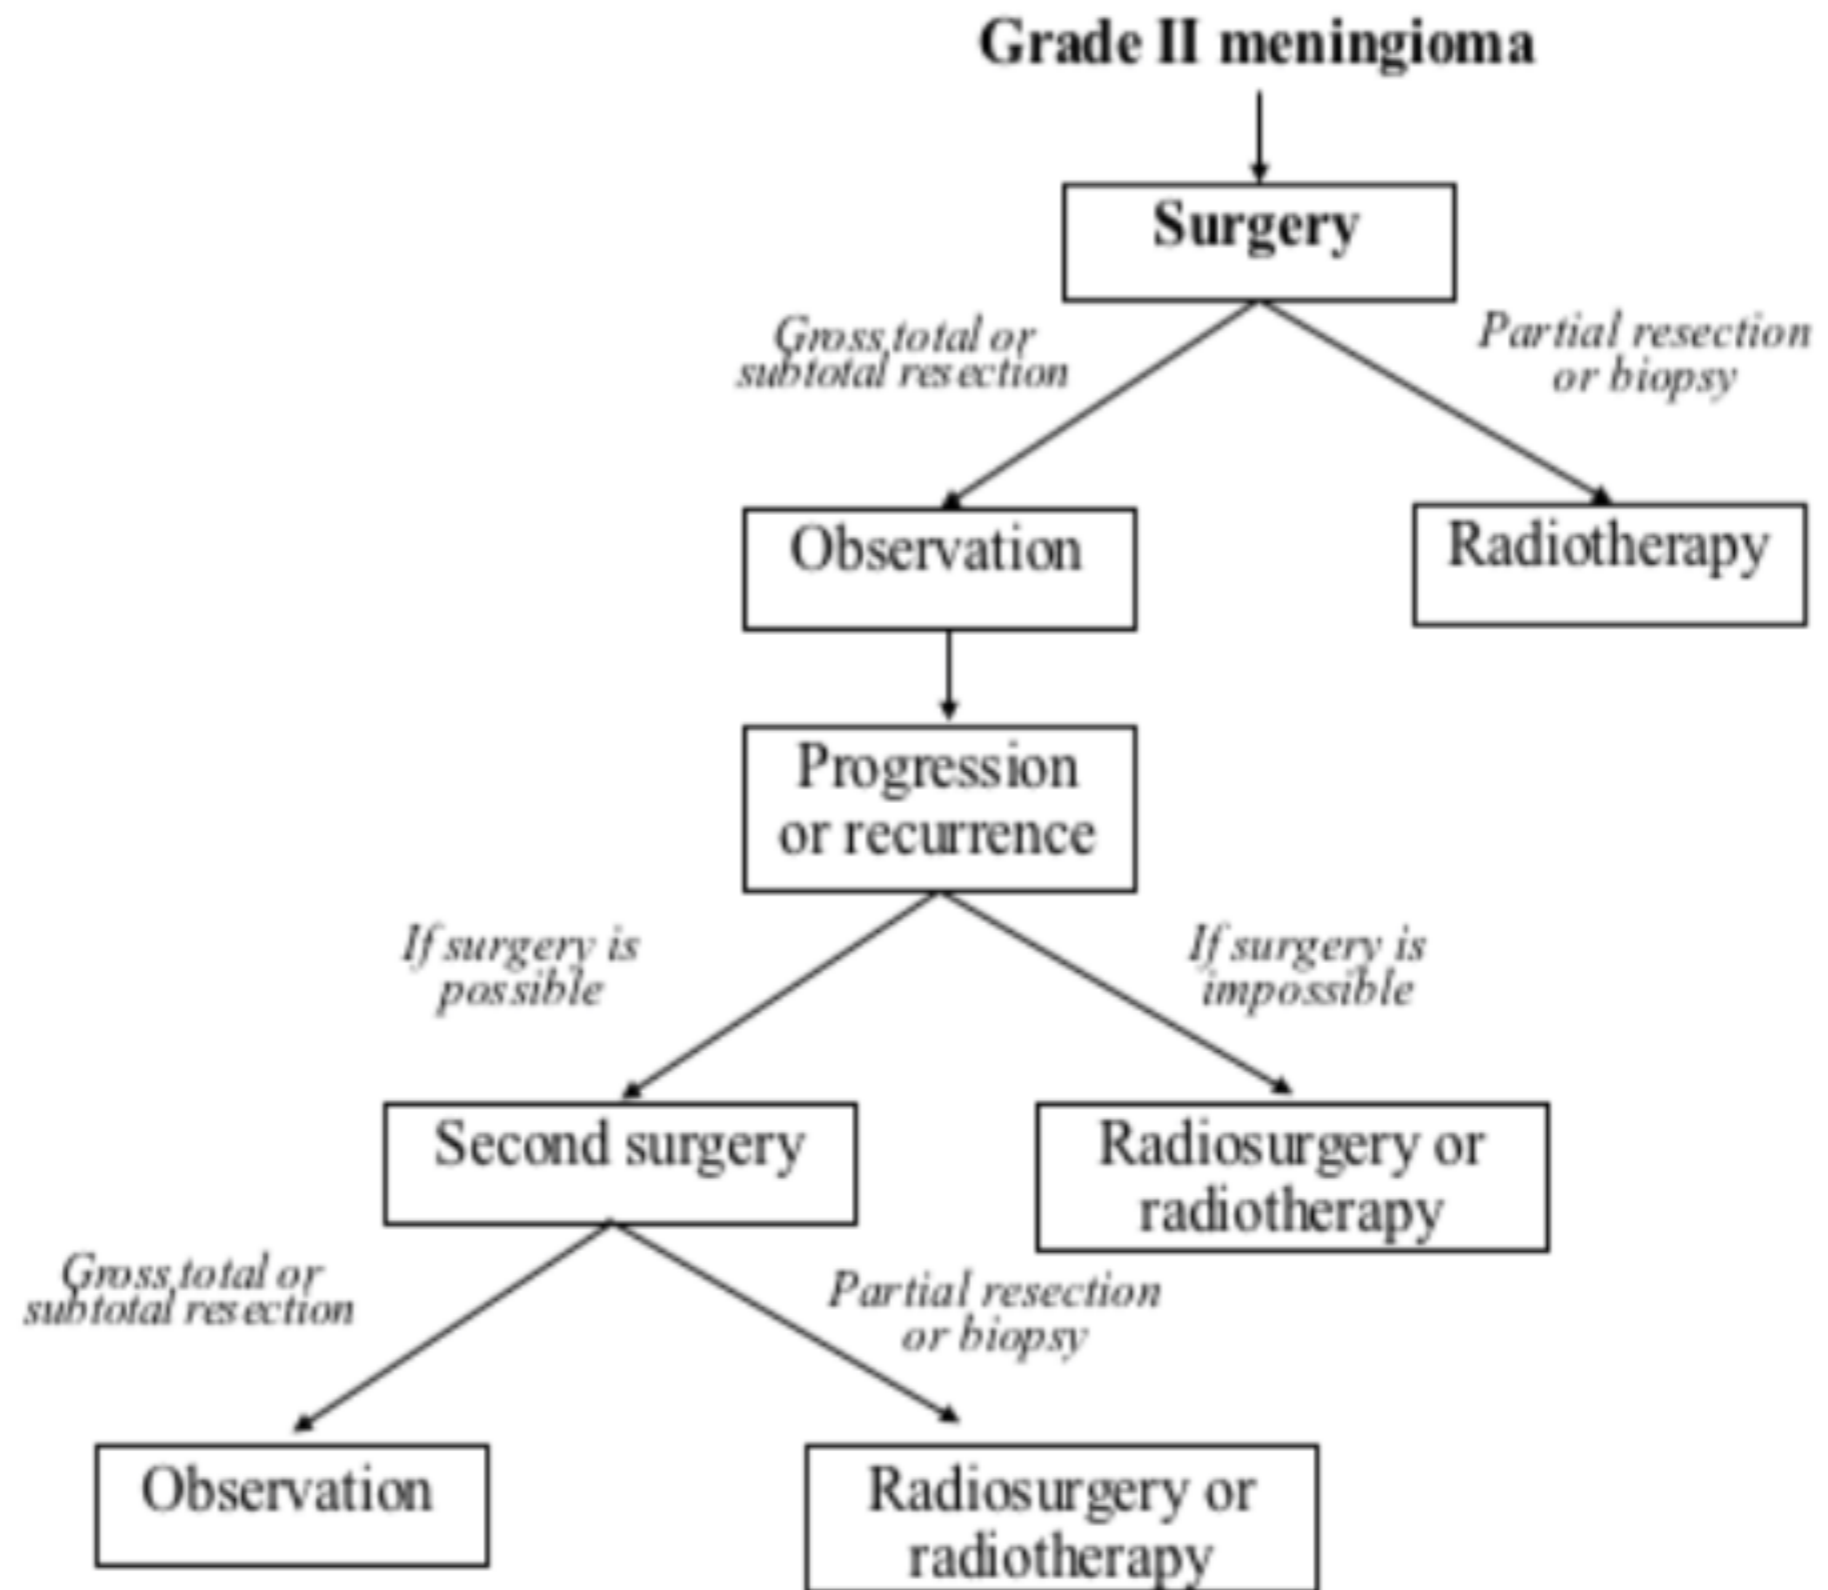 Grade II meningioma
Surgery
Gross total or
subtotal resection
Partial resection
or biopsy
Observation
Radiotherapy
Progression
or recurrence
If surgery is
possible
If surgery is
impossible
Second surgery
Radiosurgery or
radiotherapy
Gross total or
subtotal resection
Partial resection
or biopsy
Observation
Radiosurgery or
radiotherapy